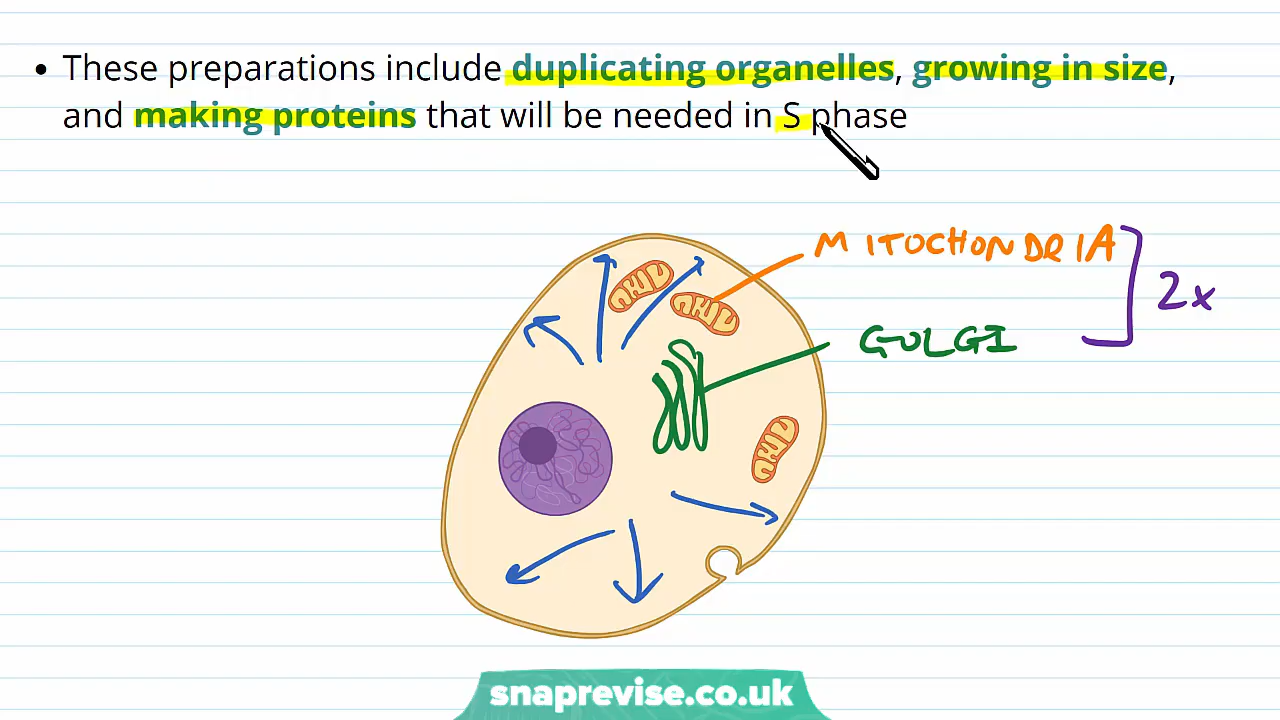 • These preparations include duplicating organelles, growing in size,
and making proteins that will be needed in S phase
MITOCHONDRIA
2x
GOLGI
snaprevise.co.uk